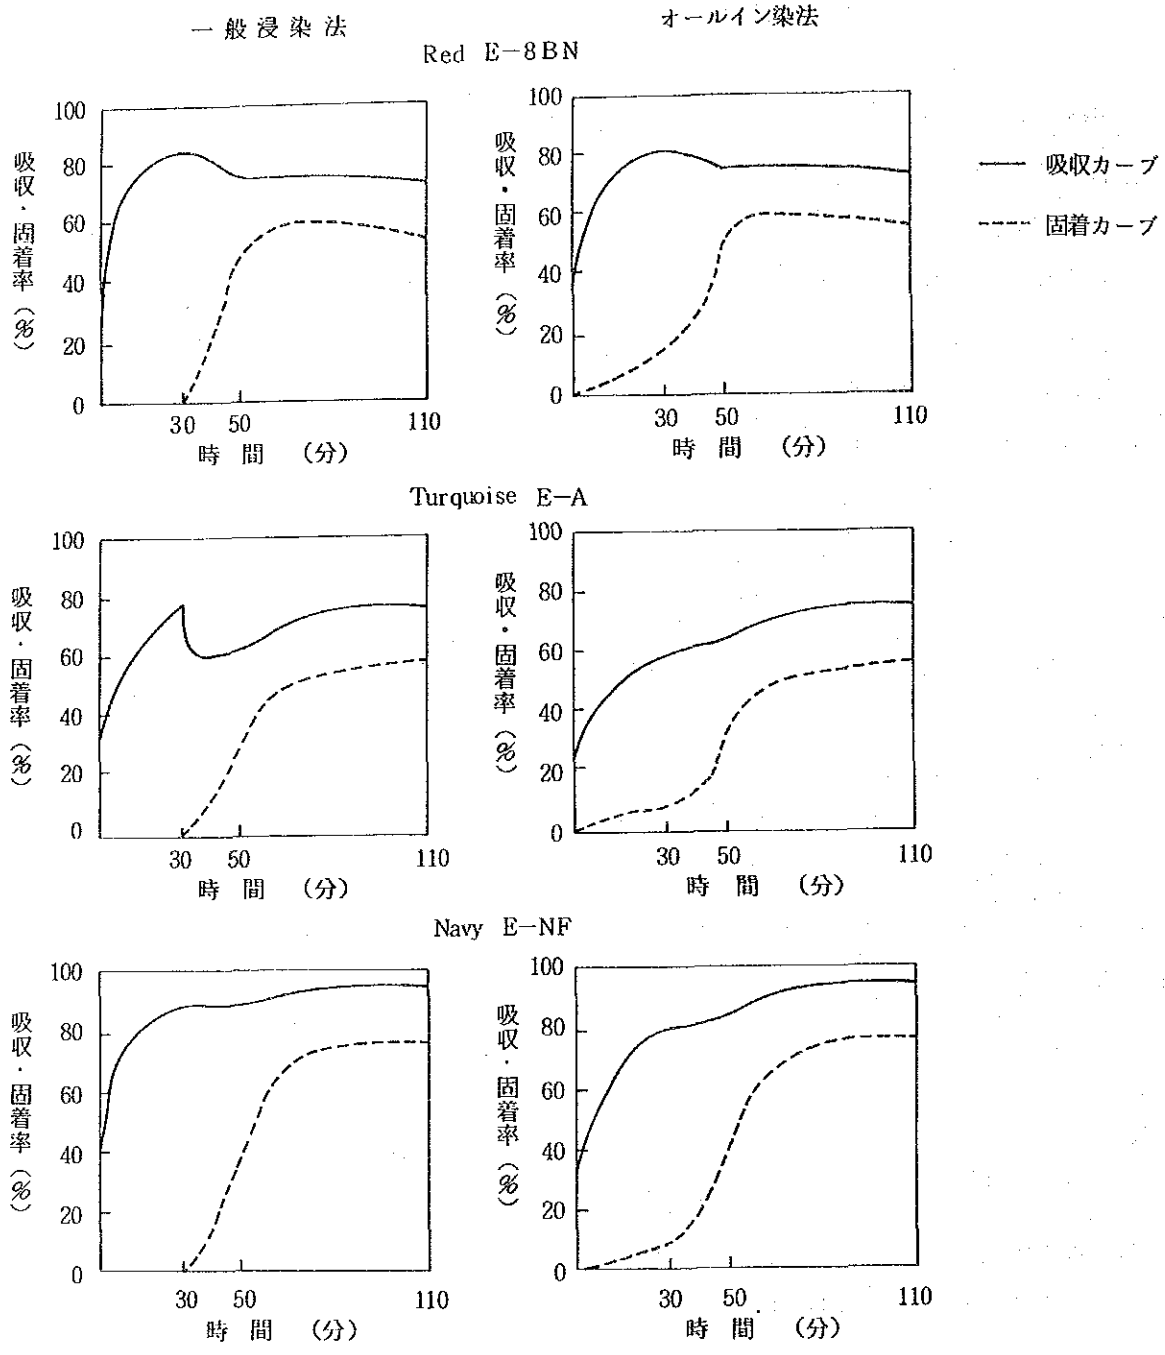 一般浸染法
オールイン染法
Red E-8BN
100
80
60
40
20
0
吸収・固着率(%)
30 50 110
時間 (分)
100
80
60
40
20
0
吸収・固着率(%)
30 50 110
時間 (分)
吸収カーブ
固着カーブ
Turquoise E-A
100
80
60
40
20
0
吸収・固着率(%)
30 50 110
時間 (分)
100
80
60
40
20
0
吸収・固着率(%)
30 50 110
時間 (分)
Navy E-NF
100
80
60
40
20
0
吸収・固着率(%)
30 50 110
時間 (分)
100
80
60
40
20
0
吸収・固着率(%)
30 50 110
時間 (分)